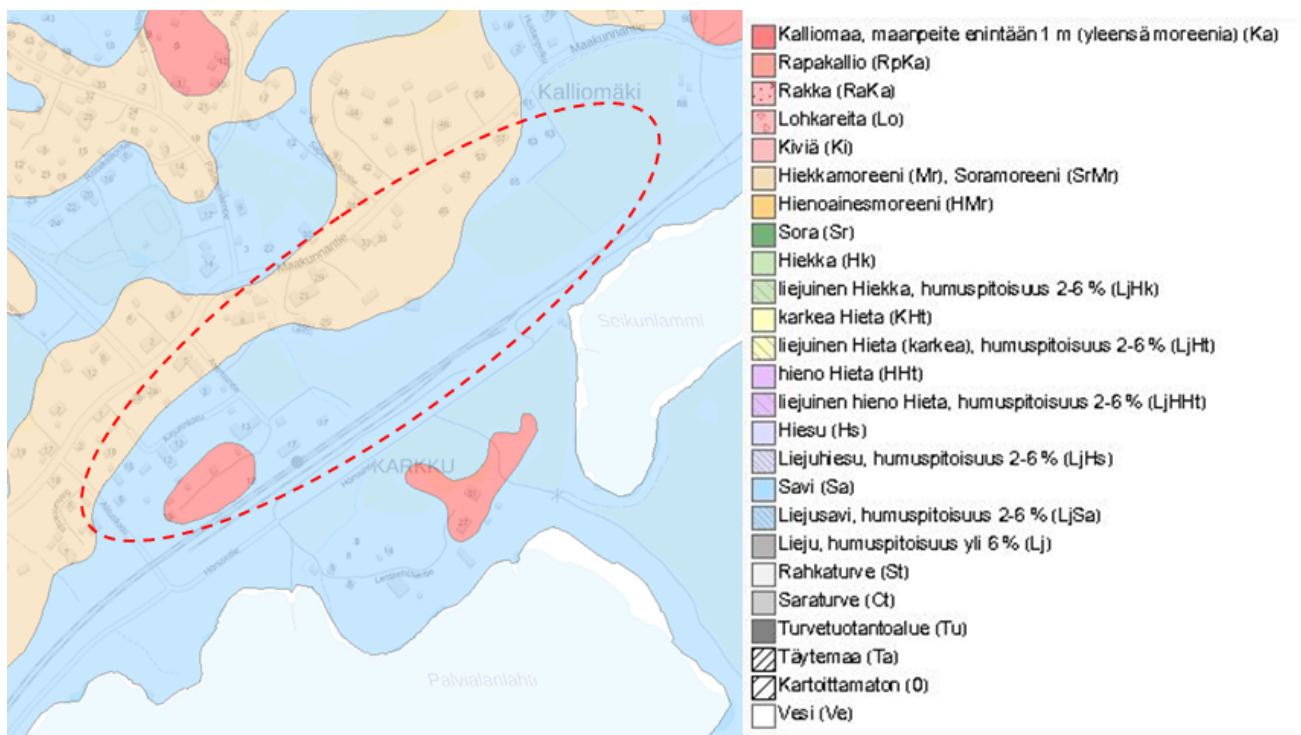 Maakunnantie
Kalliomäki
Maakunnantie
Seikunlammi
KARKKU
Palvialanlahti
Kalliomaa, maanpeite enintään 1 m (yleensä moreenia) (Ka)
Rapakallio (RpKa)
Rakka (RaKa)
Lohkareita (Lo)
Kiviä (Ki)
Hiekkamoreeni (Mr), Soramoreeni (SrMr)
Hienoainesmoreeni (HMr)
Sora (Sr)
Hiekka (Hk)
liejuinen Hiekka, humuspitoisuus 2-6 % (LjHk)
karkea Hieta (KHt)
liejuinen Hieta (karkea), humuspitoisuus 2-6 % (LjHt)
hieno Hieta (HHt)
liejuinen hieno Hieta, humuspitoisuus 2-6 % (LjHHt)
Hiesu (Hs)
Liejuhiesu, humuspitoisuus 2-6 % (LjHs)
Savi (Sa)
Liejusavi, humuspitoisuus 2-6 % (LjSa)
Lieju, humuspitoisuus yli 6 % (Lj)
Rahkaturve (St)
Saraturve (Ct)
Turvetuotantoalue (Tu)
Täytemaa (Ta)
Kartoittamaton (0)
Vesi (Ve)